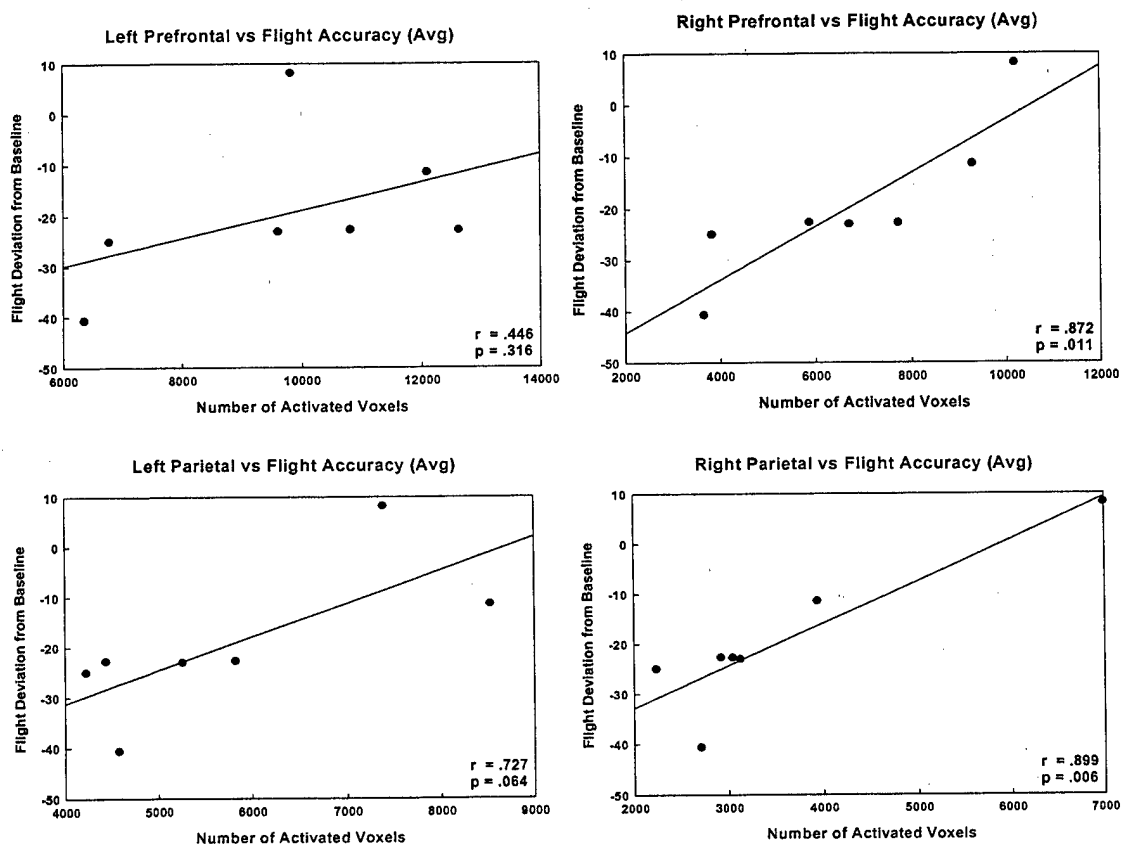 Left Prefrontal vs Flight Accuracy (Avg)
Flight Deviation from Baseline
10
0
-10
-20
-30
-40
-50
6000 8000 10000 12000 14000
r = .446
p = .316
Number of Activated Voxels
Right Prefrontal vs Flight Accuracy (Avg)
Flight Deviation from Baseline
10
0
-10
-20
-30
-40
-50
2000 4000 6000 8000 10000 12000
r = .872
p = .011
Number of Activated Voxels
Left Parietal vs Flight Accuracy (Avg)
Flight Deviation from Baseline
10
0
-10
-20
-30
-40
-50
4000 5000 6000 7000 8000 9000
r = .727
p = .064
Number of Activated Voxels
Right Parietal vs Flight Accuracy (Avg)
Flight Deviation from Baseline
10
0
-10
-20
-30
-40
-50
2000 3000 4000 5000 6000 7000
r = .899
p = .006
Number of Activated Voxels